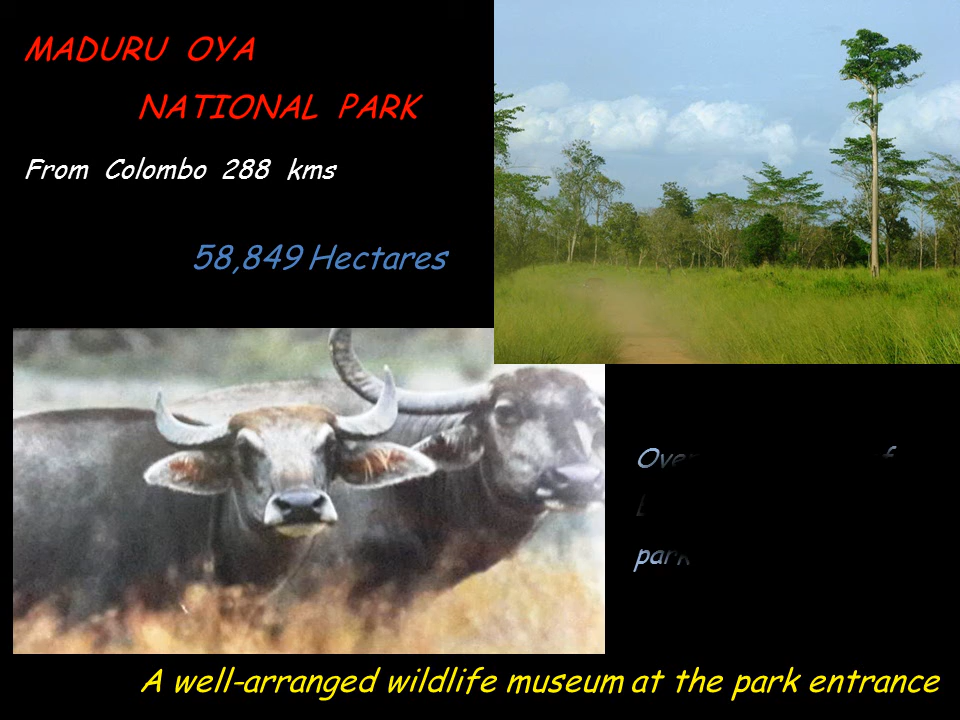 MADURU OYA
NATIONAL PARK
From Colombo 288 kms
58,849 Hectares
park
A well-arranged wildlife museum at the park entrance